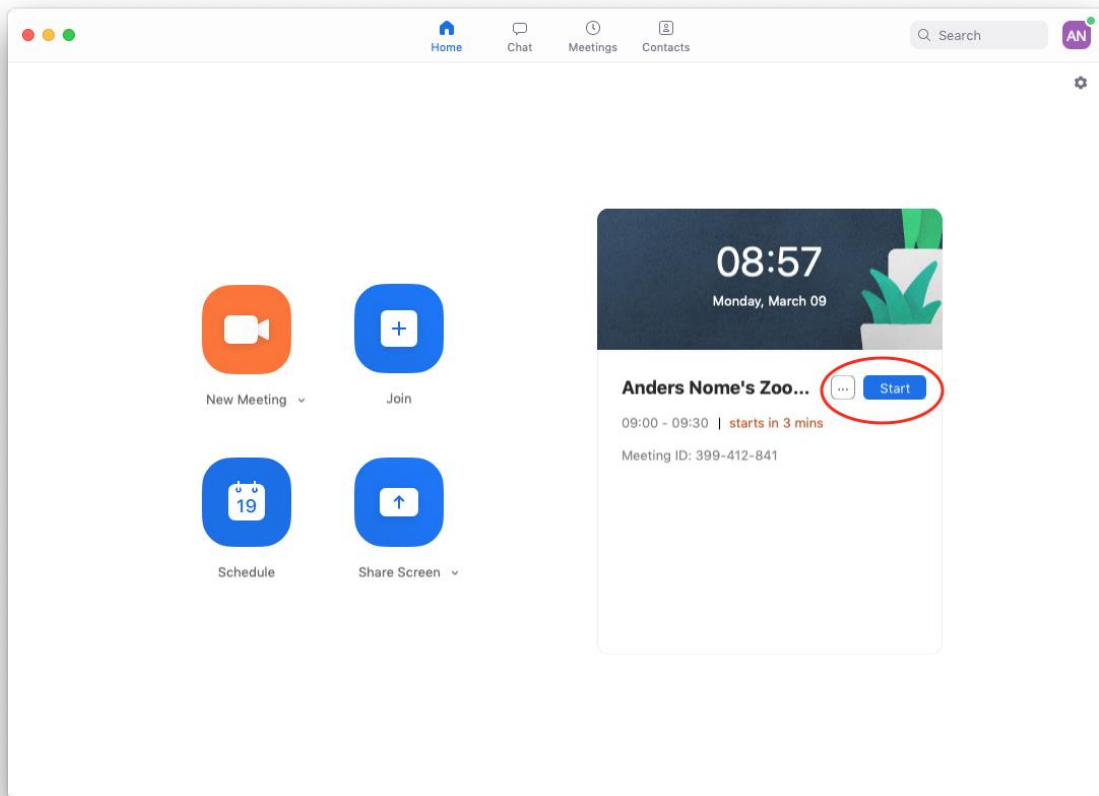 Home
Chat
Meetings
Contacts
Search
AN
08:57
Monday, March 09
New Meeting
Join
Anders Nome's Zoo... ... Start
09:00 - 09:30 | starts in 3 mins
Meeting ID: 399-412-841
19
Schedule
Share Screen